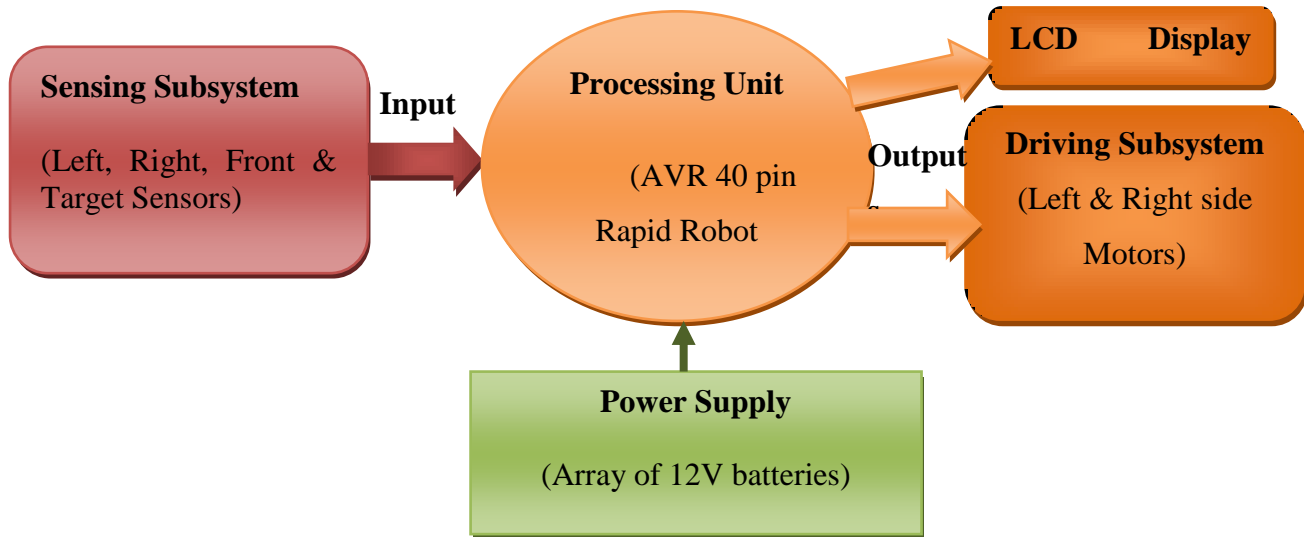 Sensing Subsystem
(Left, Right, Front &
Target Sensors)
Input
Processing Unit
(AVR 40 pin
Rapid Robot
Output
s
LCD Display
Driving Subsystem
(Left & Right side
Motors)
Power Supply
(Array of 12V batteries)